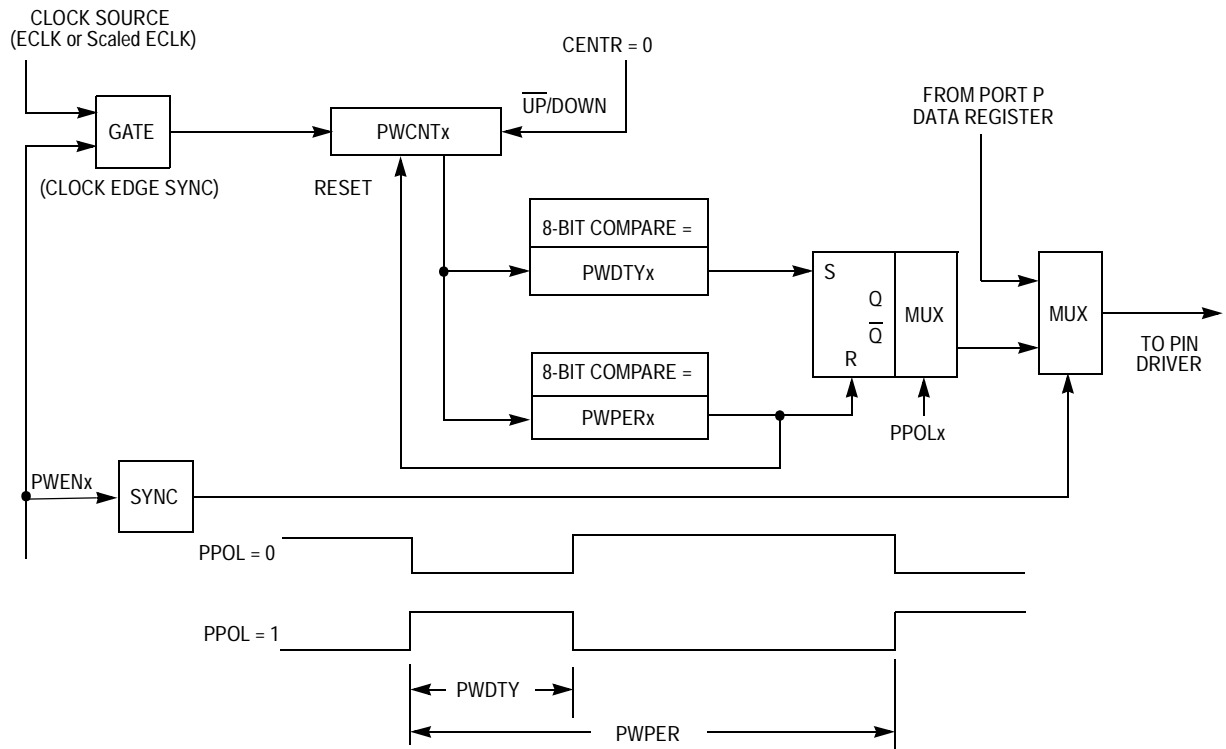 CLOCK SOURCE
(ECLK or Scaled ECLK)
CENTR = 0
U̅P̅/DOWN
FROM PORT P
DATA REGISTER
GATE
PWCNTx
(CLOCK EDGE SYNC)
RESET
8-BIT COMPARE =
PWDTYx
S
Q
Q̅
R
MUX
MUX
TO PIN
DRIVER
8-BIT COMPARE =
PWPERx
PPOLx
PWENx
SYNC
PPOL = 0
PPOL = 1
PWDTY
PWPER